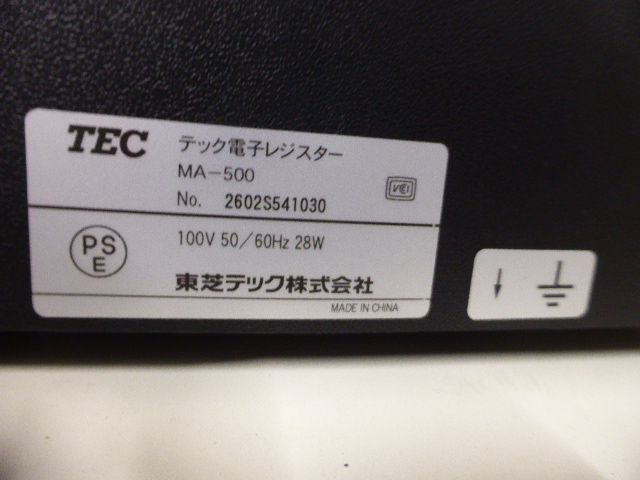 TEC テック電子レジスター
MA-500
No. 2602S541030
VCI
PS
E
100V 50/60Hz 28W
東芝テック株式会社
MADE IN CHINA